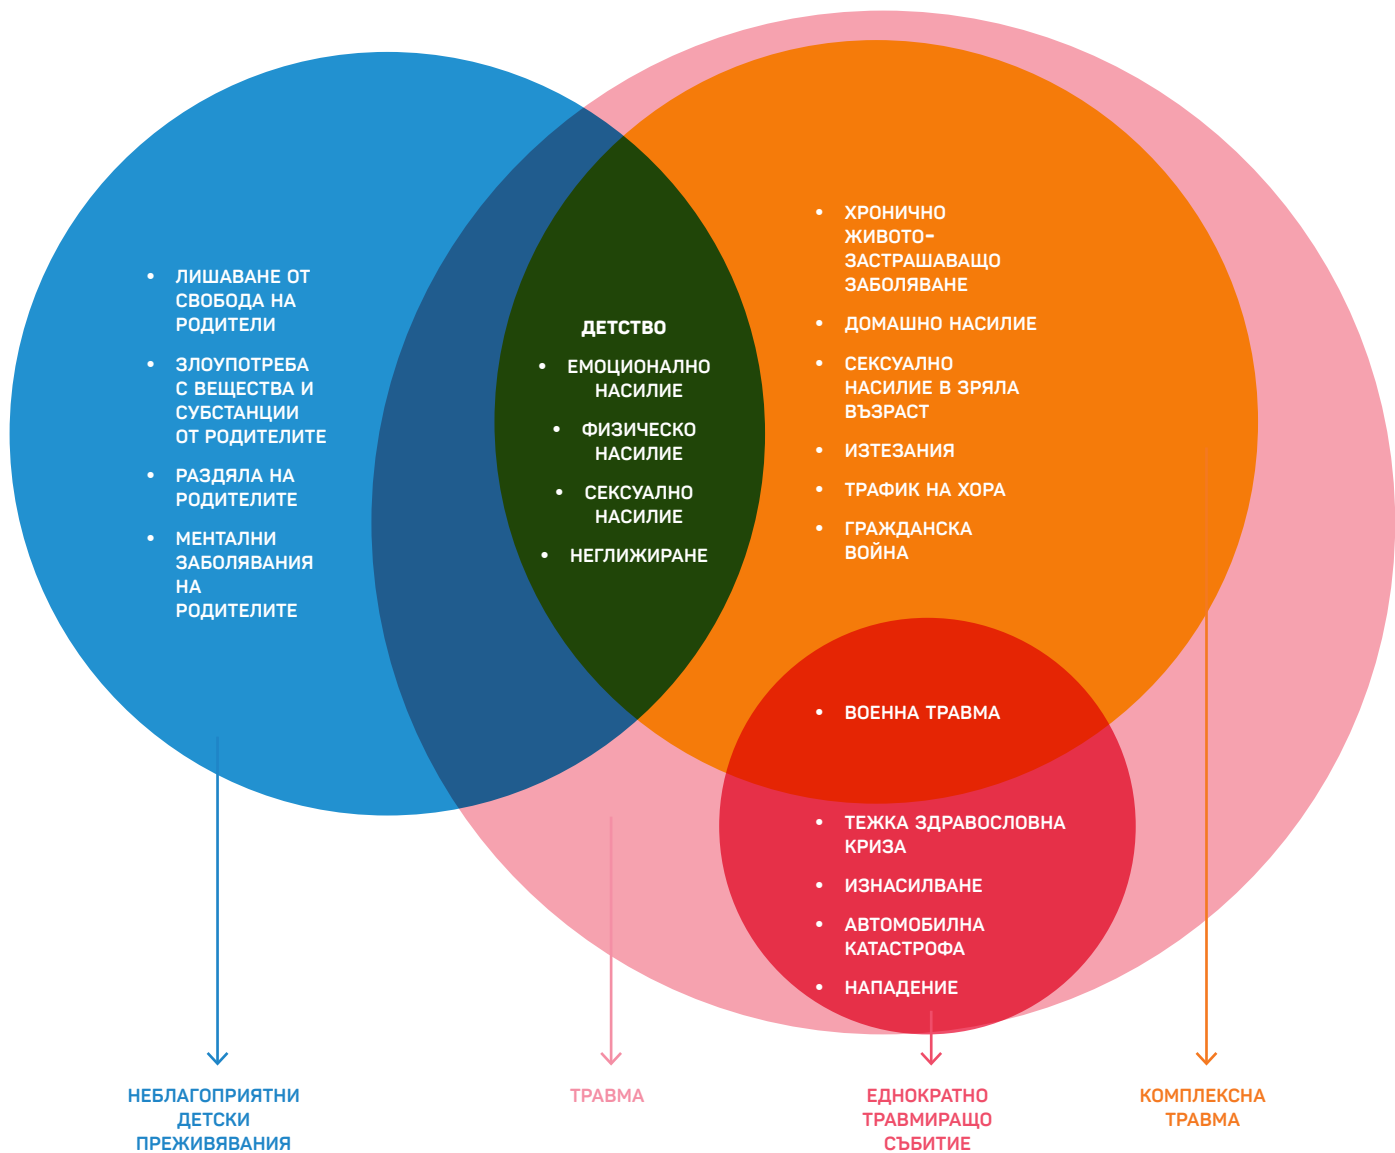 • ЛИШАВАНЕ ОТ
СВОБОДА НА
РОДИТЕЛИ
• ЗЛОУПОТРЕБА
С ВЕЩЕСТВА И
СУБСТАНЦИИ
ОТ РОДИТЕЛИТЕ
• РАЗДЯЛА НА
РОДИТЕЛИТЕ
• МЕНТАЛНИ
ЗАБОЛЯВАНИЯ
НА
РОДИТЕЛИТЕ
ДЕТСТВО
• ЕМОЦИОНАЛНО
НАСИЛИЕ
• ФИЗИЧЕСКО
НАСИЛИЕ
• СЕКСУАЛНО
НАСИЛИЕ
• НЕГЛИЖИРАНЕ
• ХРОНИЧНО
ЖИВОТО-
ЗАСТРАШАВАЩО
ЗАБОЛЯВАНЕ
• ДОМАШНО НАСИЛИЕ
• СЕКСУАЛНО
НАСИЛИЕ В ЗРЯЛА
ВЪЗРАСТ
• ИЗТЕЗАНИЯ
• ТРАФИК НА ХОРА
• ГРАЖДАНСКА
ВОЙНА
• ВОЕННА ТРАВМА
• ТЕЖКА ЗДРАВОСЛОВНА
КРИЗА
• ИЗНАСИЛВАНЕ
• АВТОМОБИЛНА
КАТАСТРОФА
• НАПАДЕНИЕ
НЕБЛАГОПРИЯТНИ
ДЕТСКИ
ПРЕЖИВЯВАНИЯ
ТРАВМА
ЕДНОКРАТНО
ТРАВМИРАЩО
СЪБИТИЕ
КОМПЛЕКСНА
ТРАВМА